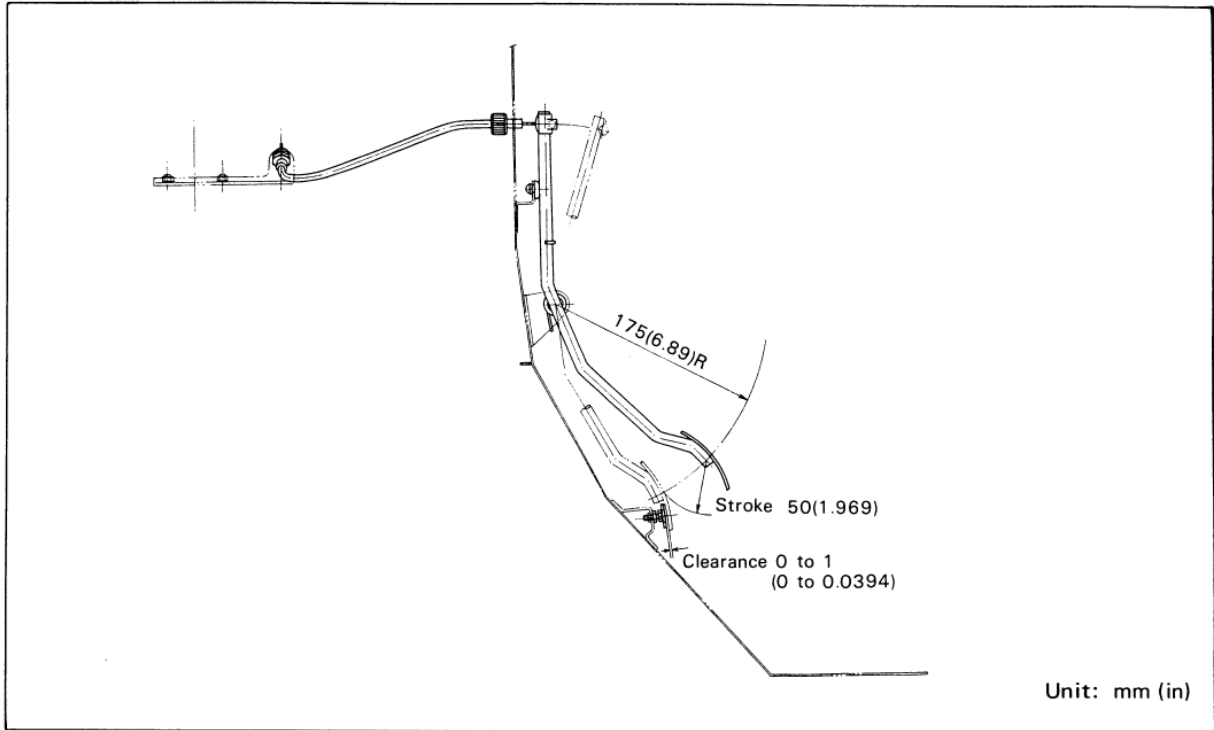 175(6.89)R
Stroke 50(1.969)
Clearance 0 to 1
(0 to 0.0394)
Unit: mm (in)